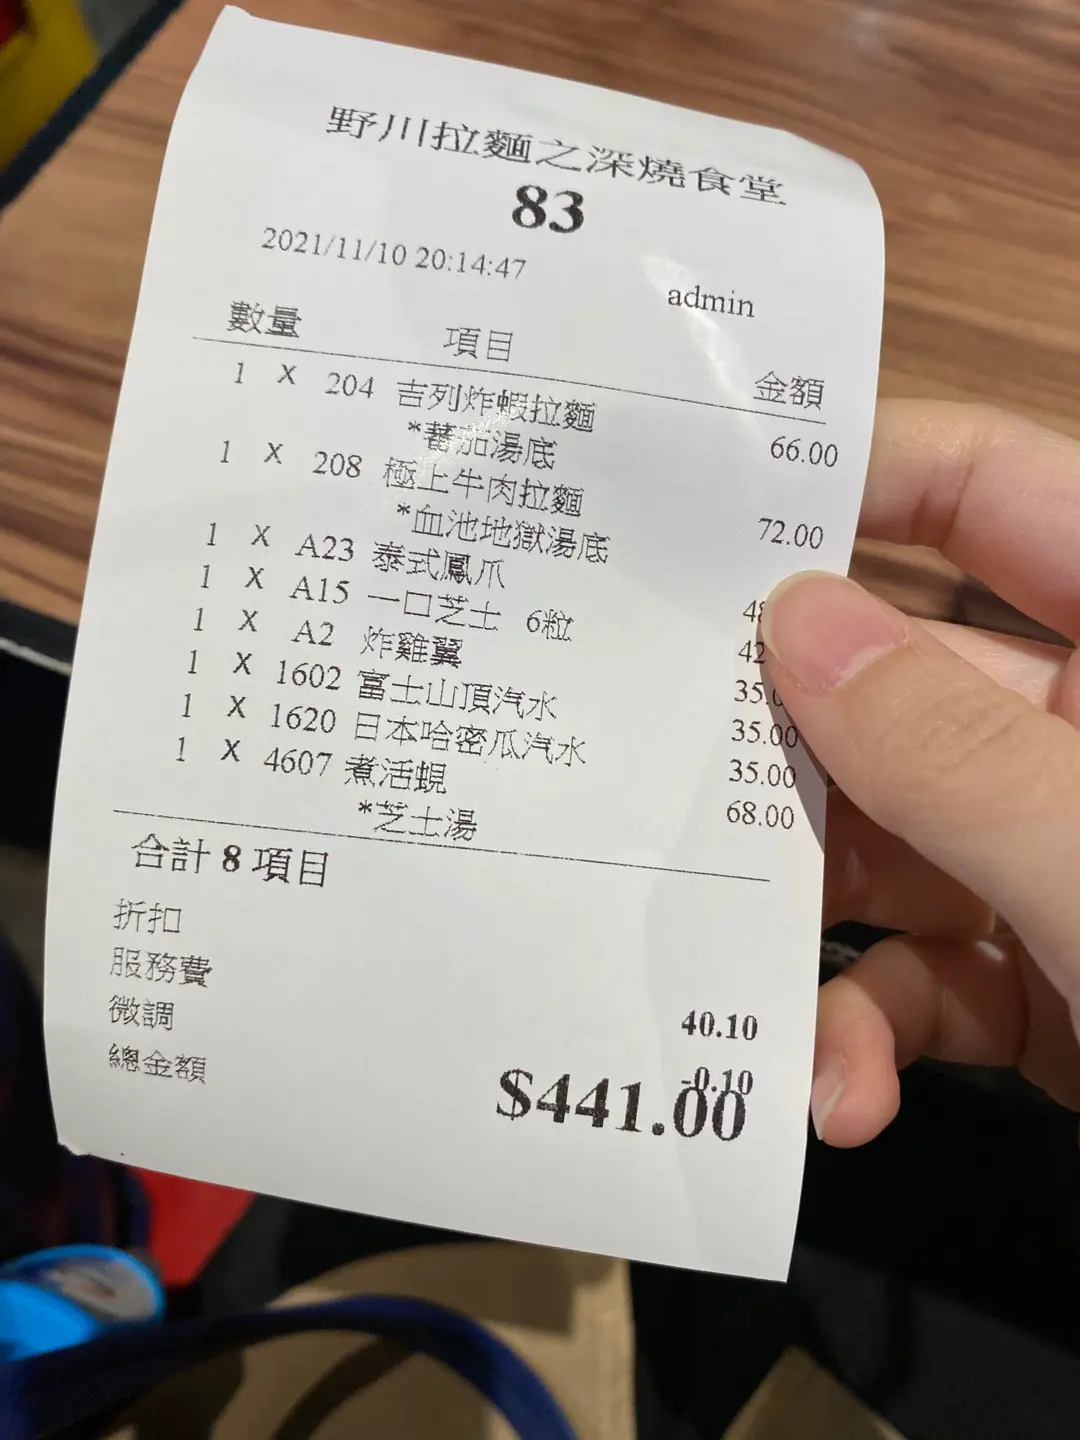 野川拉麵之深燒食堂
83
2021/11/10 20:14:47 admin
數量 項目 金額
1 X 204 吉列炸蝦拉麵 66.00
*蕃茄湯底
1 X 208 極上牛肉拉麵 72.00
*血池地獄湯底
1 X A23 泰式鳳爪 48
1 X A15 一口芝士 6粒 42
1 X A2 炸雞翼 35.0
1 X 1602 富士山頂汽水 35.00
1 X 1620 日本哈密瓜汽水 35.00
1 X 4607 煮活蜆 68.00
*芝士湯
合計 8 項目
折扣
服務費 40.10
微調 -0.10
總金額 $441.00